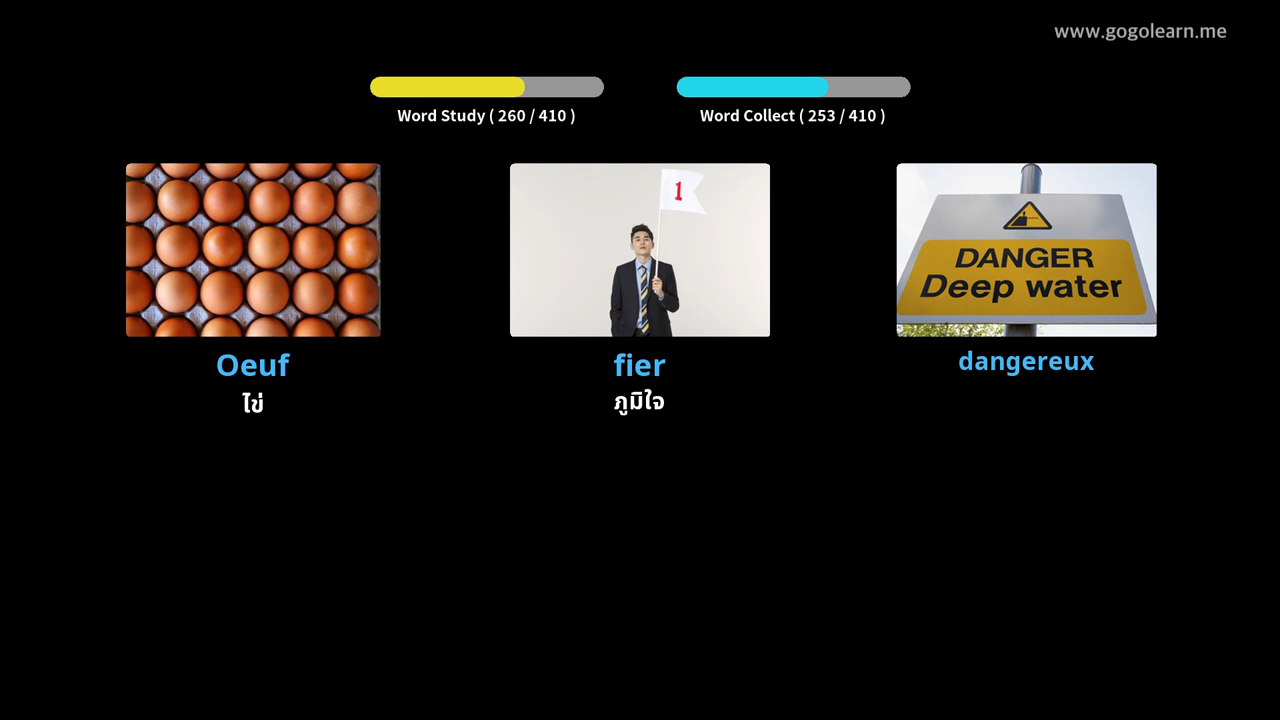 www.gogolearn.me
Word Study ( 260 / 410 )
Word Collect ( 253 / 410 )
1
DANGER
Deep water
Oeuf
fier
dangereux
ไข่
ภูมิใจ